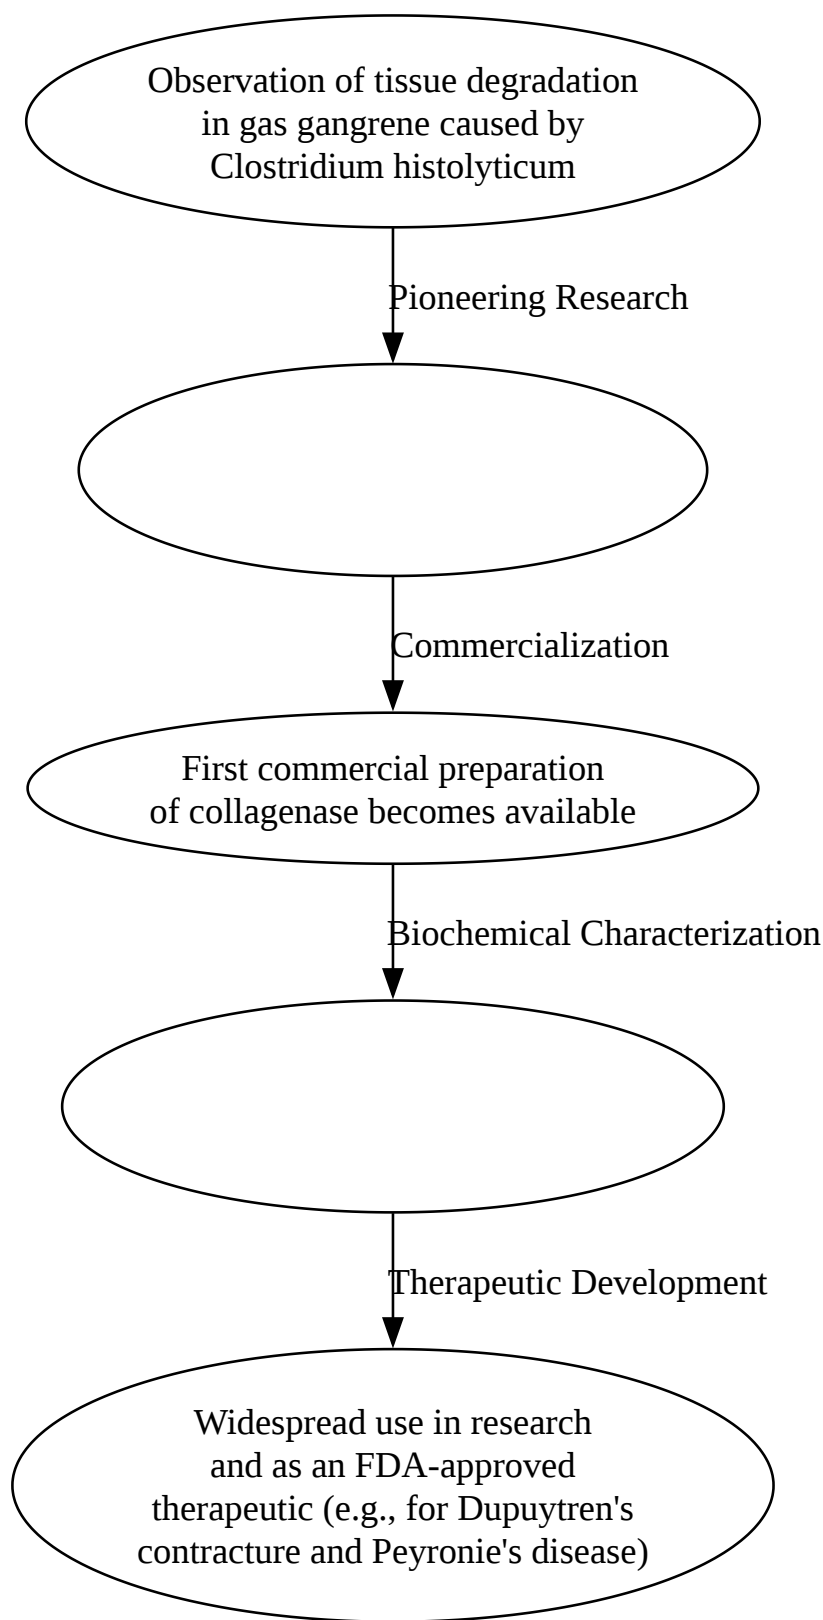 Observation of tissue degradation
in gas gangrene caused by
Clostridium histolyticum
Pioneering Research
Commercialization
First commercial preparation
of collagenase becomes available
Biochemical Characterization
Therapeutic Development
Widespread use in research
and as an FDA-approved
therapeutic (e.g., for Dupuytren's
contracture and Peyronie's disease)